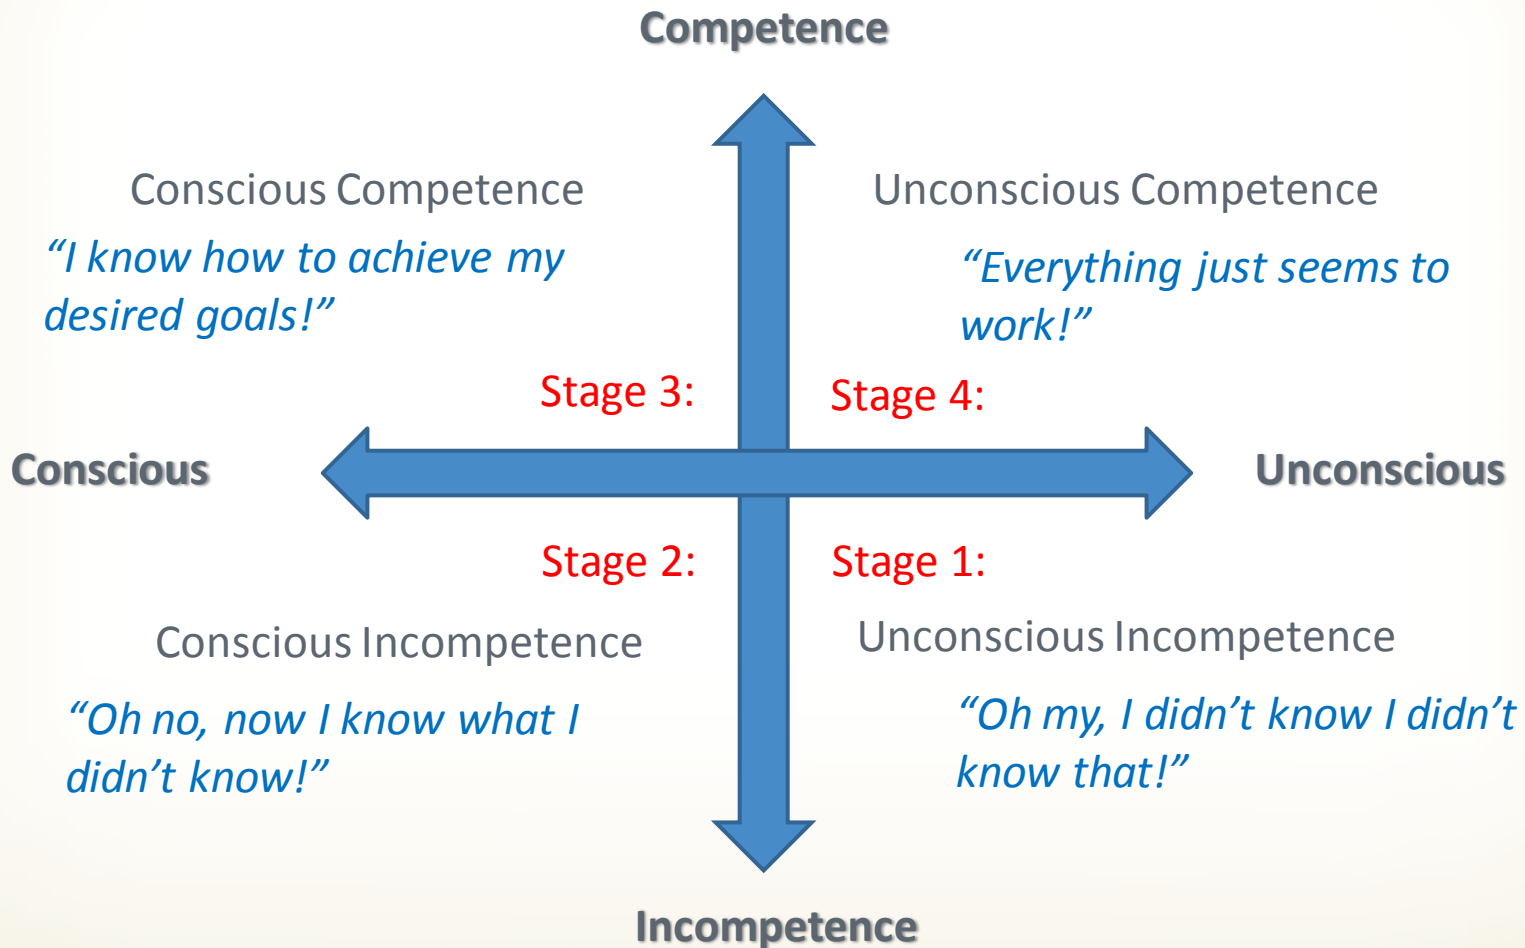 Competence
Conscious Competence
“I know how to achieve my
desired goals!”
Unconscious Competence
“Everything just seems to
work!”
Stage 3:
Stage 4:
Conscious
Unconscious
Stage 2:
Stage 1:
Conscious Incompetence
“Oh no, now I know what I
didn’t know!”
Unconscious Incompetence
“Oh my, I didn’t know I didn’t
know that!”
Incompetence